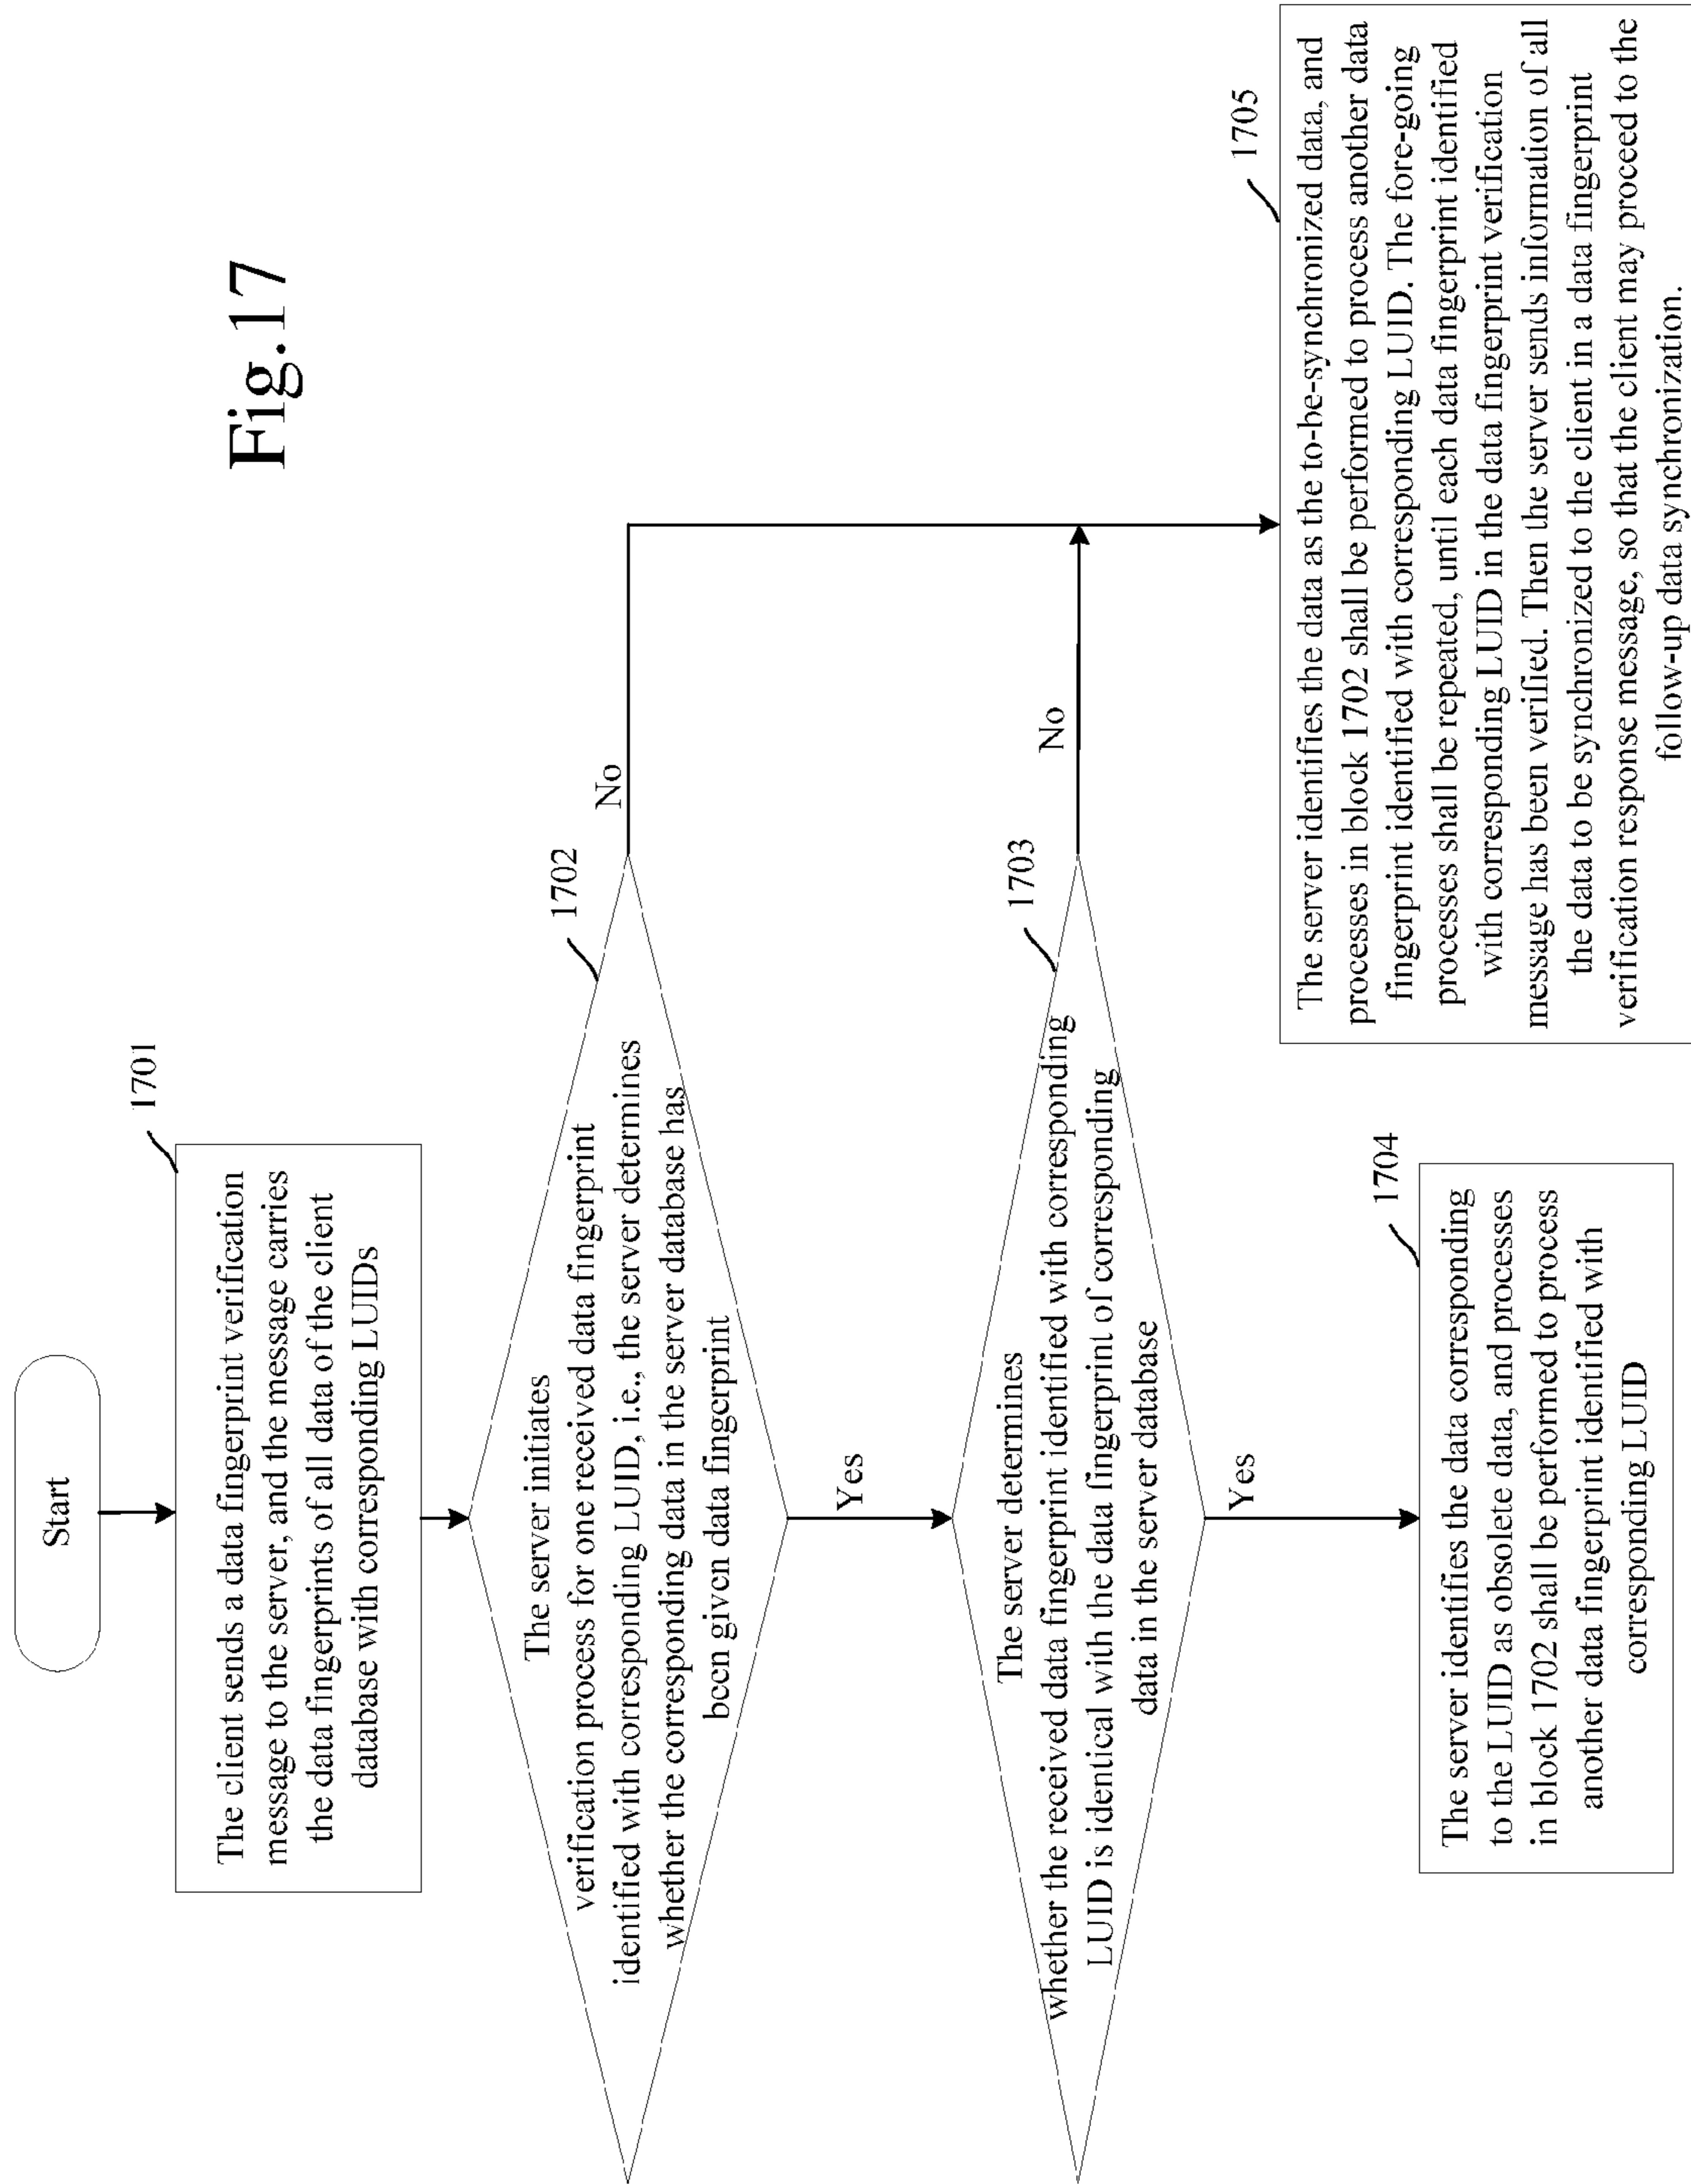 Fig.17
Start
1701
The client sends a data fingerprint verification
message to the server, and the message carries
the data fingerprints of all data of the client
database with corresponding LUIDs
1702
The server initiates
verification process for one received data fingerprint
identified with corresponding LUID, i.e., the server determines
whether the corresponding data in the server database has
been given data fingerprint
No
Yes
1703
The server determines
whether the received data fingerprint identified with corresponding
LUID is identical with the data fingerprint of corresponding
data in the server database
No
Yes
1704
The server identifies the data corresponding
to the LUID as obsolete data, and processes
in block 1702 shall be performed to process
another data fingerprint identified with
corresponding LUID
1705
The server identifies the data as the to-be-synchronized data, and
processes in block 1702 shall be performed to process another data
fingerprint identified with corresponding LUID. The fore-going
processes shall be repeated, until each data fingerprint identified
with corresponding LUID in the data fingerprint verification
message has been verified. Then the server sends information of all
the data to be synchronized to the client in a data fingerprint
verification response message, so that the client may proceed to the
follow-up data synchronization.